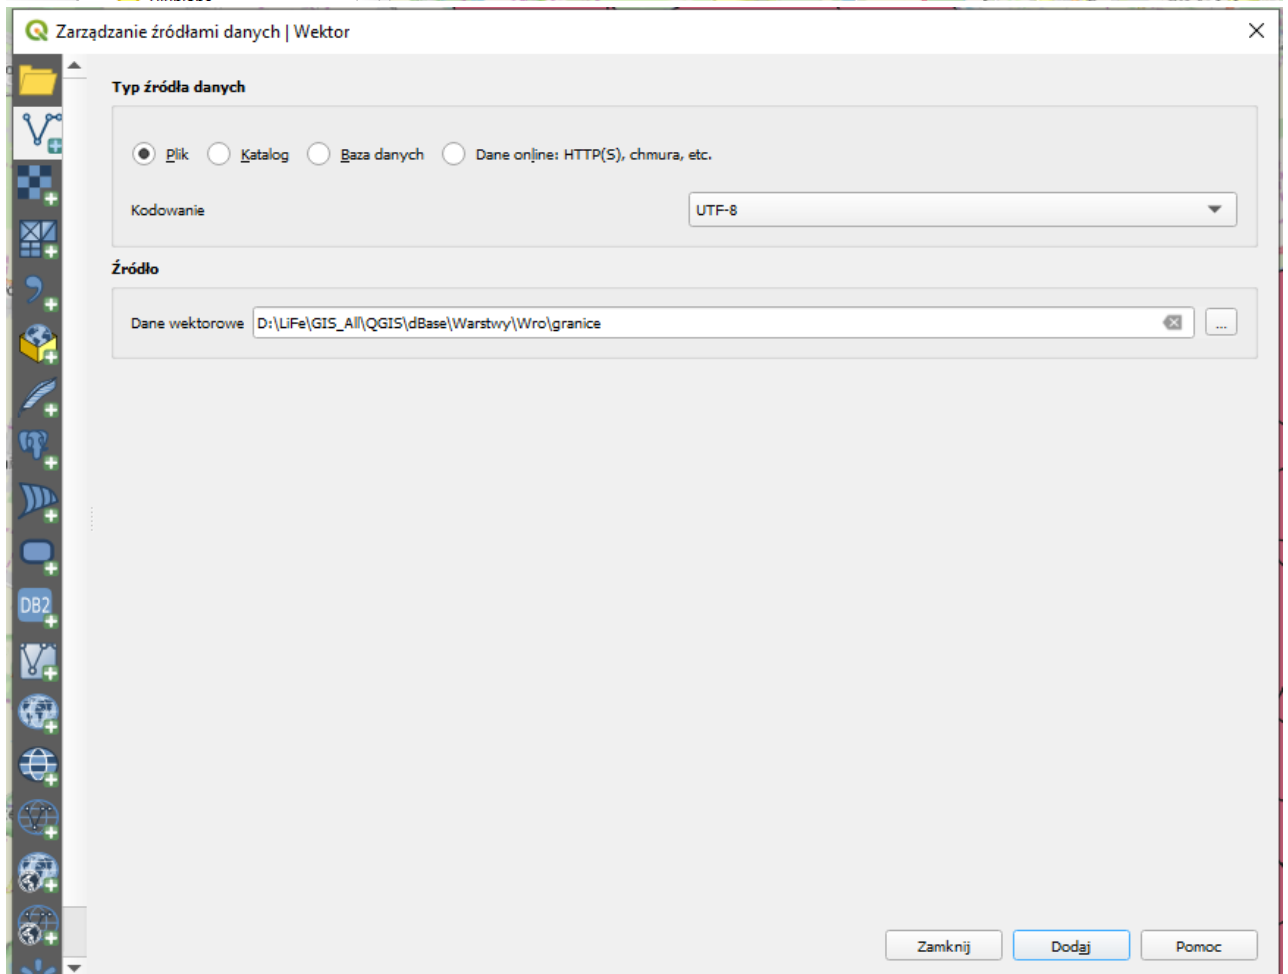 Zarządzanie źródłami danych | Wektor
Typ źródła danych
Plik Katalog Baza danych Dane online: HTTP(S), chmura, etc.
Kodowanie UTF-8
Źródło
Dane wektorowe D:\LiFe\GIS_All\QGIS\dBase\Warstwy\Wro\granice ...
DB2
Zamknij Dodaj Pomoc